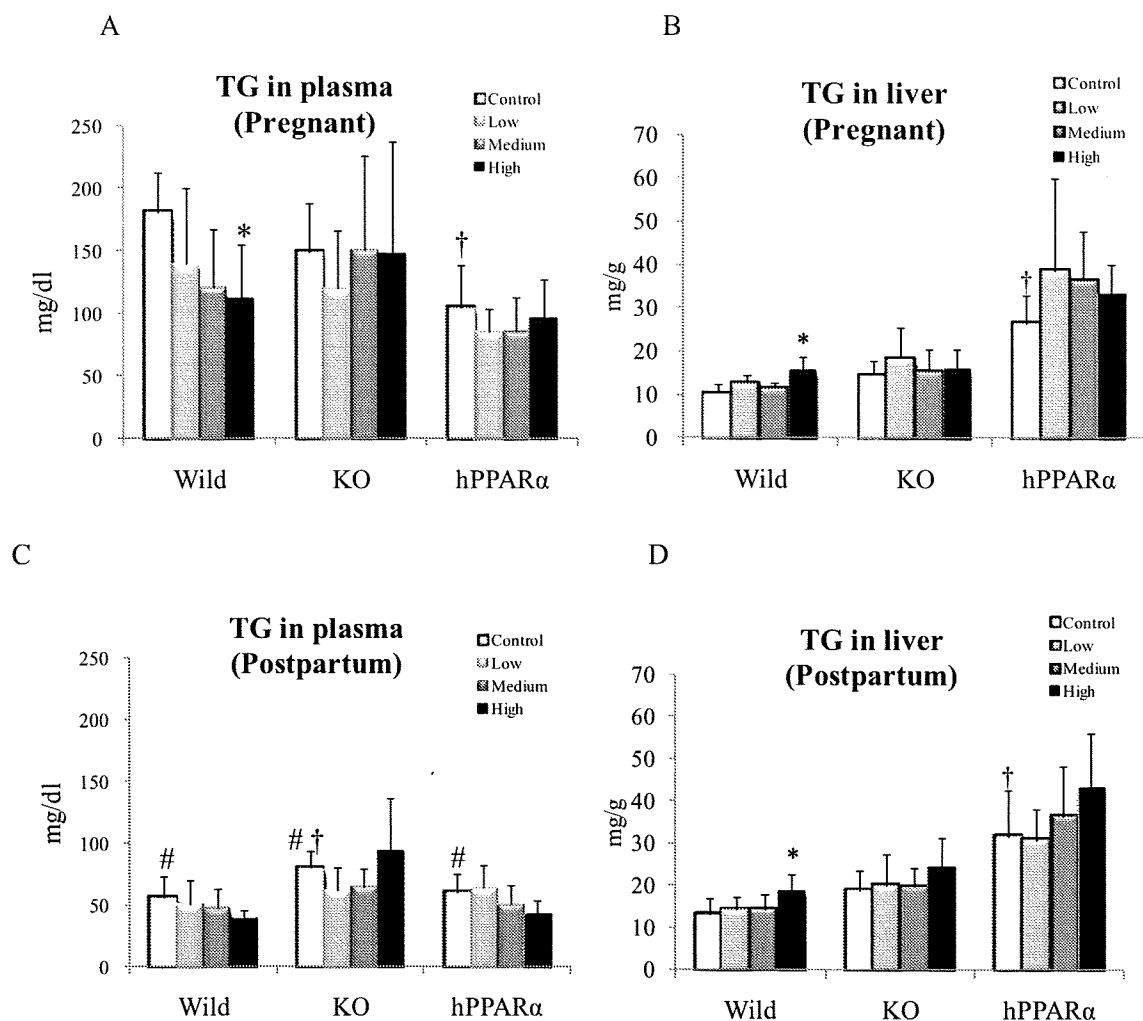 A
TG in plasma
(Pregnant)
Control
Low
Medium
High
250
200
150
100
50
0
mg/dl
*
†
Wild
KO
hPPARα
B
TG in liver
(Pregnant)
Control
Low
Medium
High
70
60
50
40
30
20
10
0
mg/g
*
†
Wild
KO
hPPARα
C
TG in plasma
(Postpartum)
Control
Low
Medium
High
250
200
150
100
50
0
mg/dl
#
# †
#
Wild
KO
hPPARα
D
TG in liver
(Postpartum)
Control
Low
Medium
High
70
60
50
40
30
20
10
0
mg/g
*
†
Wild
KO
hPPARα